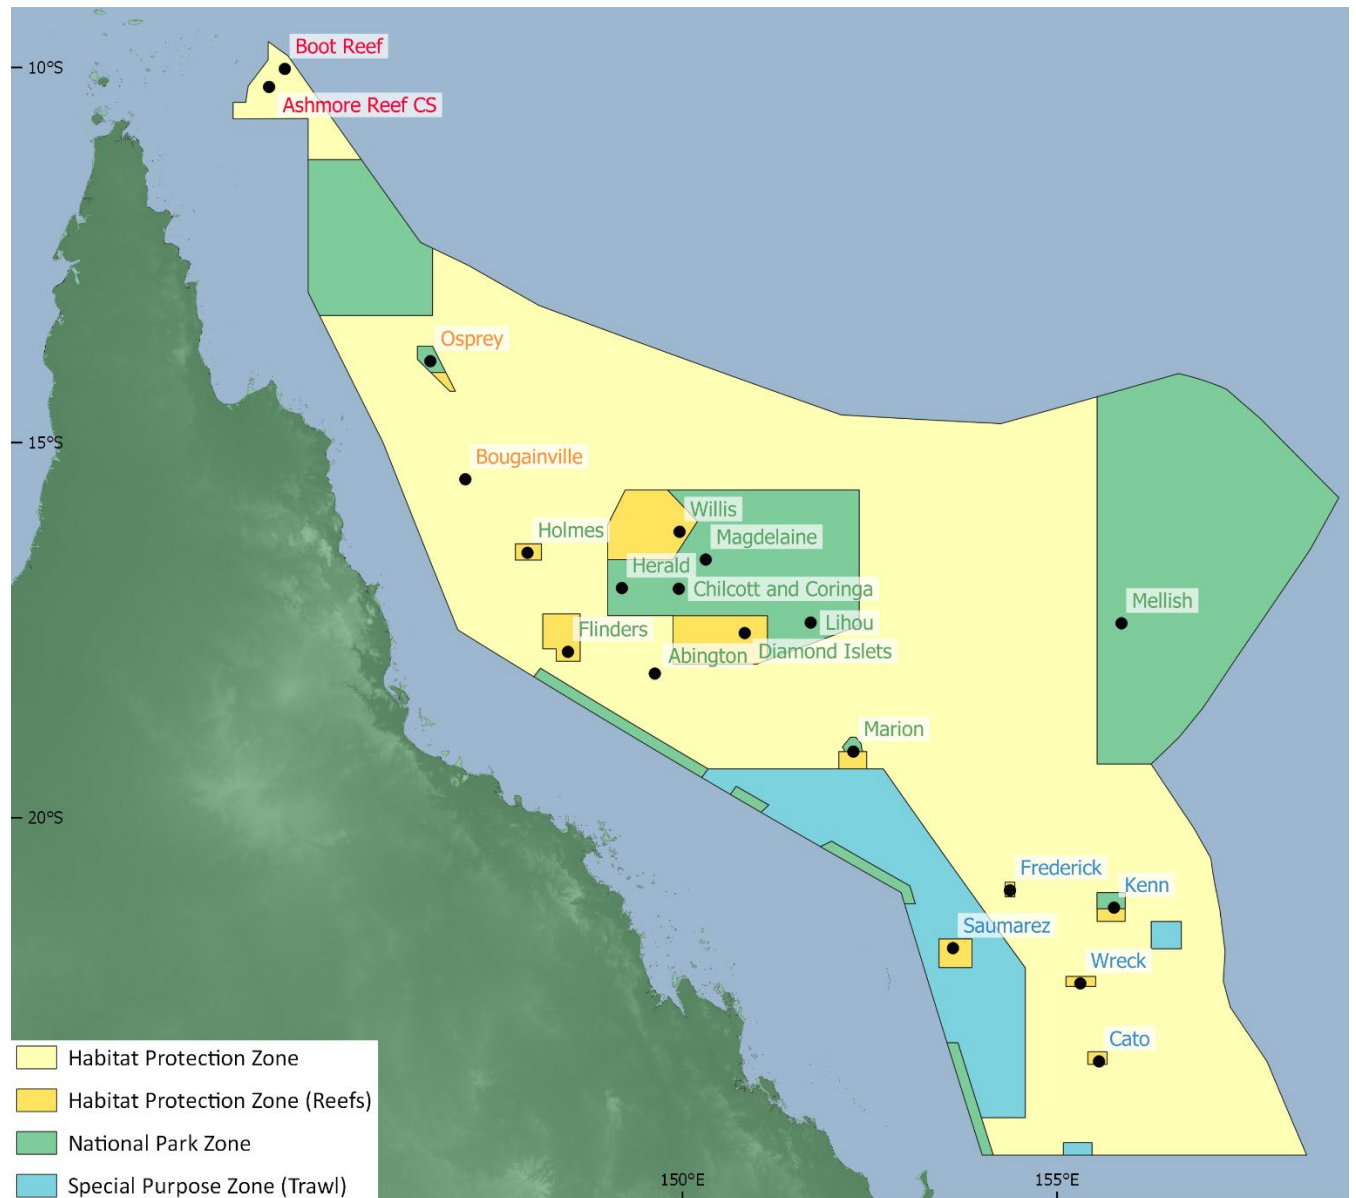 Boot Reef
10°S
Ashmore Reef CS
Osprey
15°S
Bougainville
Willis
Holmes
Magdelaine
Herald
Chilcott and Coringa
Mellish
Lihou
Flinders
Diamond Islets
Abington
Marion
20°S
Frederick
Kenn
Saumarez
Wreck
Cato
Habitat Protection Zone
Habitat Protection Zone (Reefs)
National Park Zone
Special Purpose Zone (Trawl)
150°E
155°E